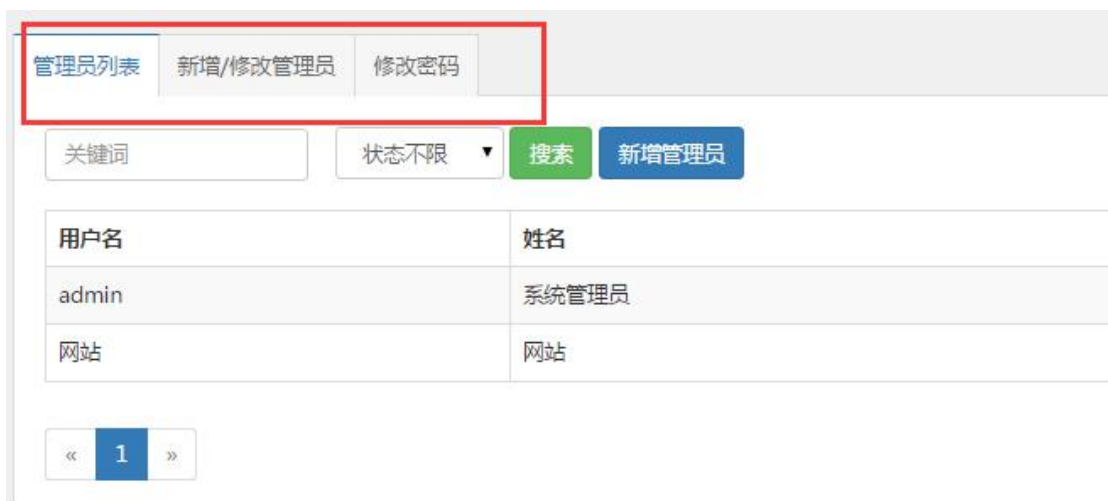 管理员列表 新增/修改管理员 修改密码
关键词 状态不限 搜索 新增管理员
用户名 姓名
admin 系统管理员
网站 网站
« 1 »